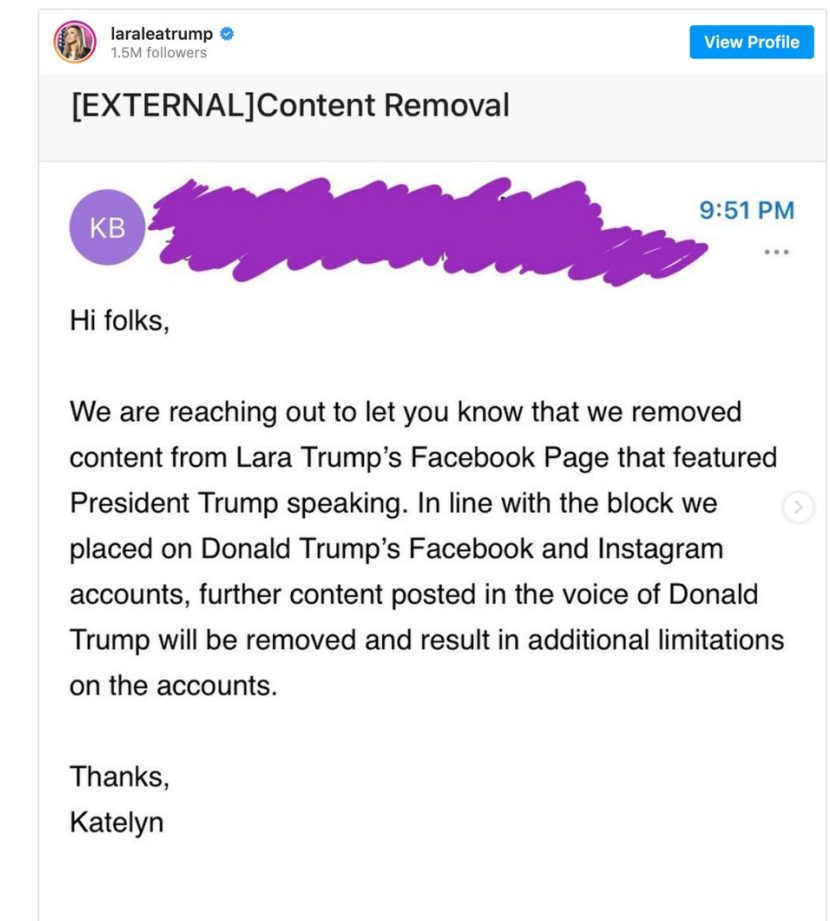 laraleatrump
1.5M followers
View Profile
[EXTERNAL]Content Removal
KB
9:51 PM
Hi folks,
We are reaching out to let you know that we removed
content from Lara Trump’s Facebook Page that featured
President Trump speaking. In line with the block we
placed on Donald Trump’s Facebook and Instagram
accounts, further content posted in the voice of Donald
Trump will be removed and result in additional limitations
on the accounts.
Thanks,
Katelyn